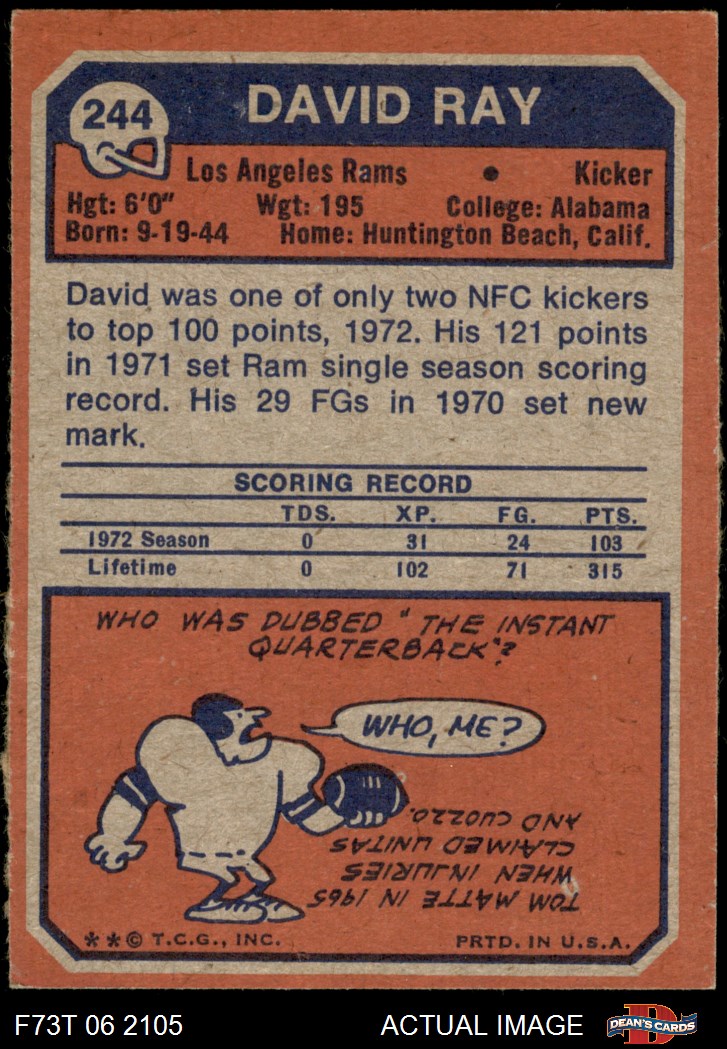 244
DAVID RAY
Los Angeles Rams • Kicker
Hgt: 6'0" Wgt: 195 College: Alabama
Born: 9-19-44 Home: Huntington Beach, Calif.
David was one of only two NFC kickers
to top 100 points, 1972. His 121 points
in 1971 set Ram single season scoring
record. His 29 FGs in 1970 set new
mark.
SCORING RECORD
TDS. XP. FG. PTS.
1972 Season 0 31 24 103
Lifetime 0 102 71 315
WHO WAS DUBBED "THE INSTANT
QUARTERBACK"?
WHO, ME?
TOM MATTE IN 1965
WHEN INJURIES
CLAIMED UNITAS
AND CUOZZO.
**© T.C.G., INC. PRTD. IN U.S.A.
F73T 06 2105 ACTUAL IMAGE
D
DEAN'S CARDS